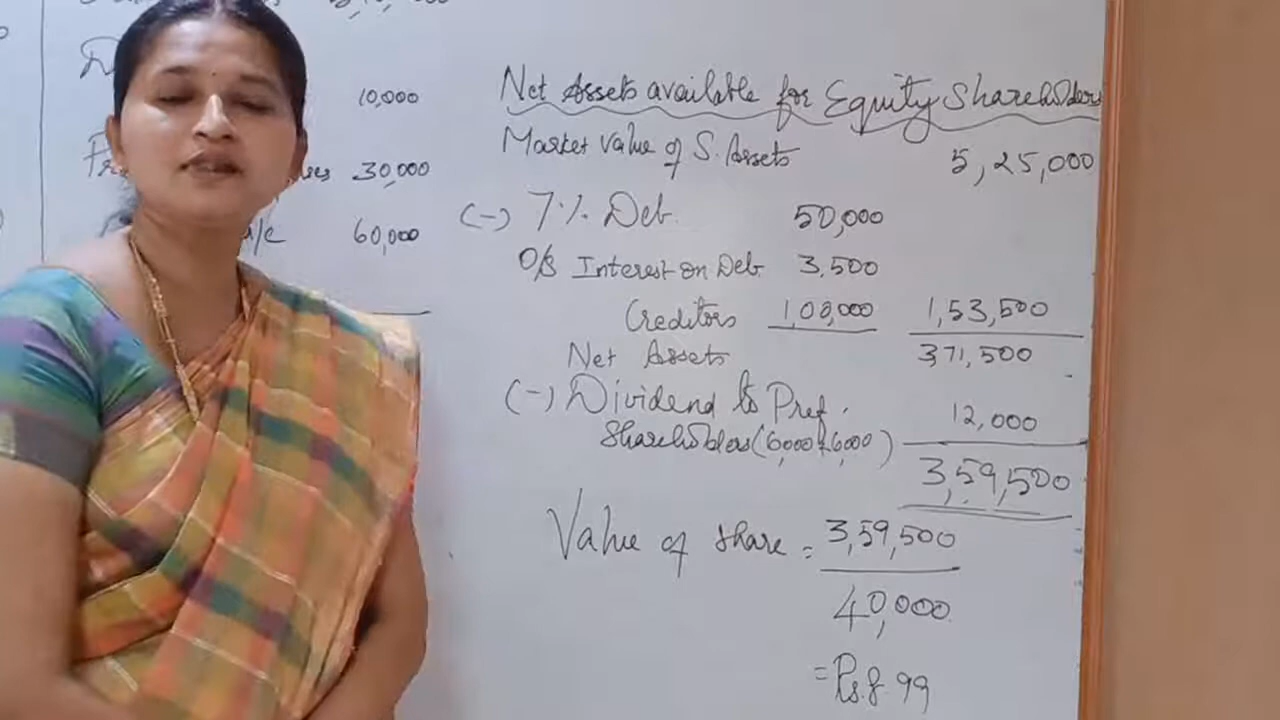 10,000
30,000
a/c 60,000
Net Assets available for Equity Shareholders
Market Value of S. Assets 5,25,000
(-) 7% Deb. 50,000
O/S Interest on Deb 3,500
Creditors 1,00,000 1,53,500
Net Assets 3,71,500
(-) Dividend to Pref. 12,000
Shareholders (6,000+6,000)
3,59,500
Value of share = 3,59,500
40,000
= Rs.8.99